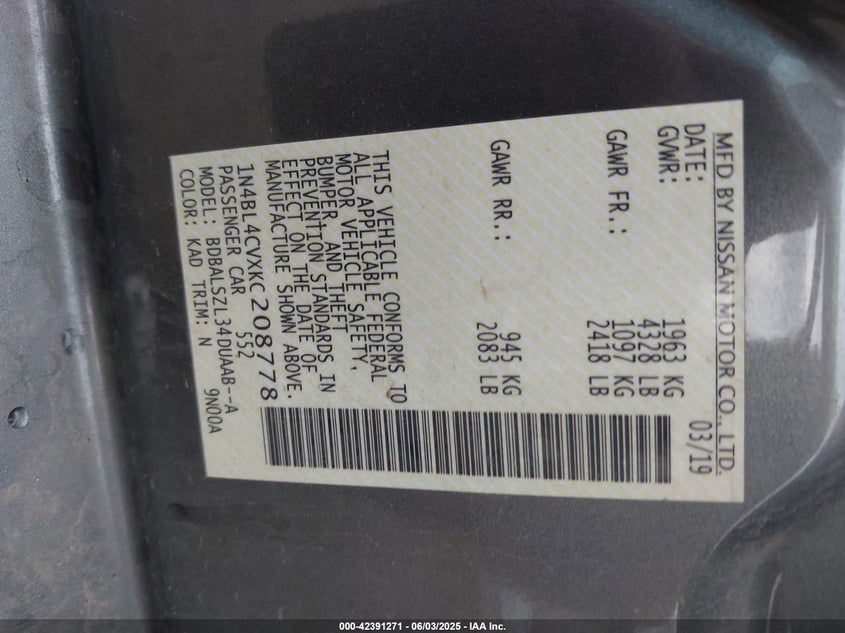 MFD BY NISSAN MOTOR CO., LTD.
DATE: 03/19
GVWR: 1963 KG
4328 LB
GAWR FR.: 1097 KG
2418 LB
GAWR RR.: 945 KG
2083 LB
THIS VEHICLE CONFORMS TO
ALL APPLICABLE FEDERAL
MOTOR VEHICLE SAFETY,
BUMPER, AND THEFT
PREVENTION STANDARDS IN
EFFECT ON THE DATE OF
MANUFACTURE SHOWN ABOVE.
1N4BL4CVXKC208778
PASSENGER CAR 552
MODEL: BDBALSZL34DUAAB--A
COLOR: KAD TRIM: N 9N00A
000-42391271 - 06/03/2025 - IAA Inc.